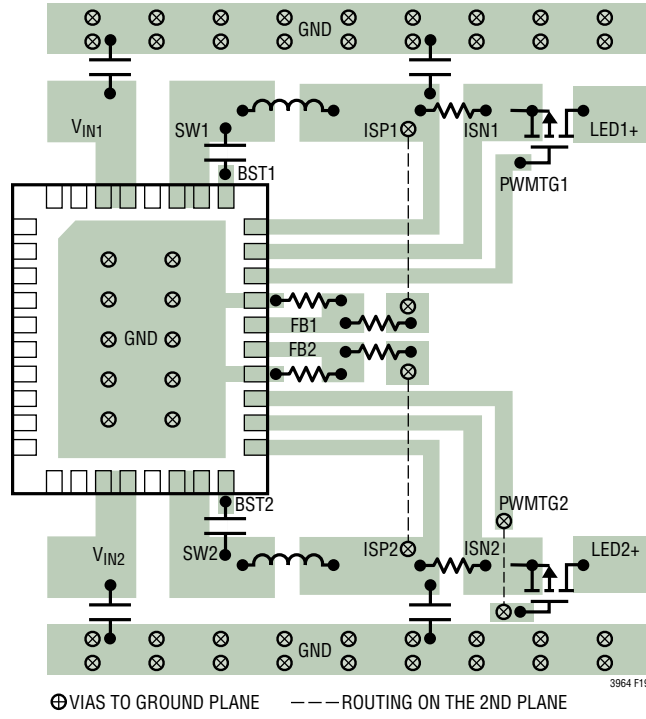 GND
V_IN1
SW1
ISP1
ISN1
LED1+
BST1
PWMTG1
GND
FB1
FB2
BST2
PWMTG2
V_IN2
SW2
ISP2
ISN2
LED2+
GND
3964 F19
VIAS TO GROUND PLANE
ROUTING ON THE 2ND PLANE